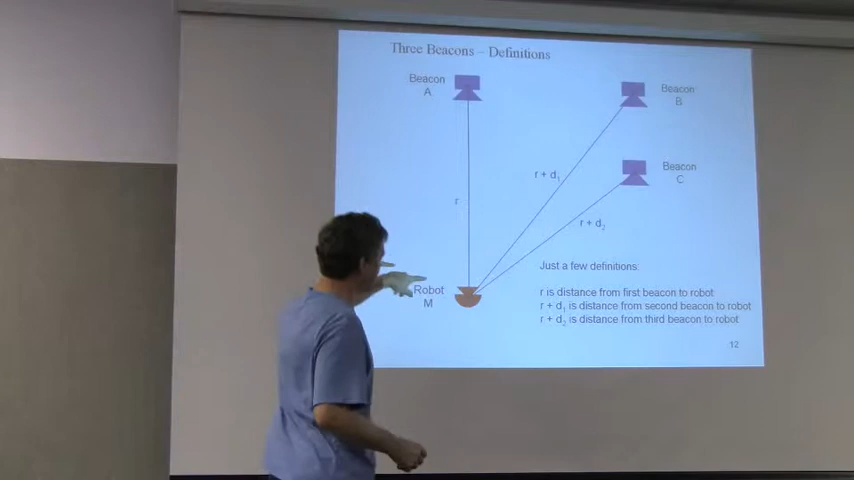 Three Beacons – Definitions
Beacon
A
Beacon
B
Beacon
C
r + d1
r
r + d2
Robot
M
Just a few definitions:
r is distance from first beacon to robot
r + d1 is distance from second beacon to robot
r + d2 is distance from third beacon to robot
12